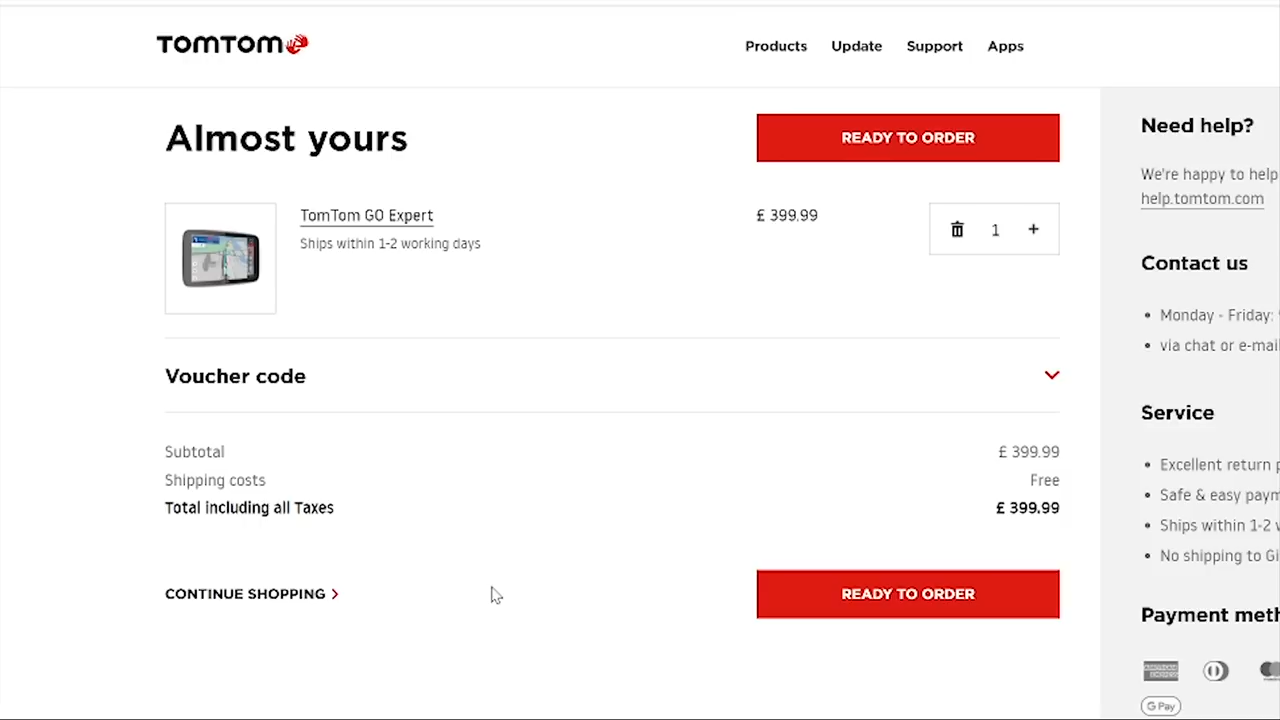 TOMTOM
Products Update Support Apps
Almost yours
READY TO ORDER
TomTom GO Expert
Ships within 1-2 working days
£ 399.99
1 +
Voucher code
Subtotal £ 399.99
Shipping costs Free
Total including all Taxes £ 399.99
CONTINUE SHOPPING >
READY TO ORDER
Need help?
We're happy to help
help.tomtom.com
Contact us
• Monday - Friday:
• via chat or e-mail
Service
• Excellent return
• Safe & easy paym
• Ships within 1-2
• No shipping to Gi
Payment meth
AMERICAN EXPRESS
G Pay